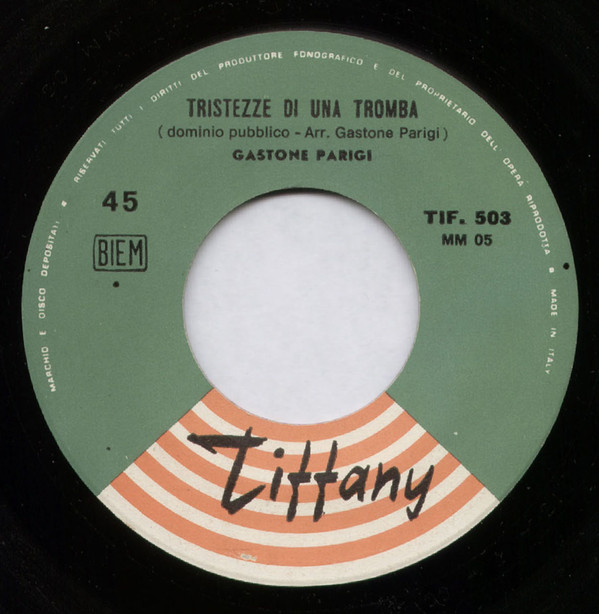 MARCHIO E DISCO DEPOSITATI • RISERVATI TUTTI I DIRITTI DEL PRODUTTORE FONOGRAFICO E DEL PROPRIETARIO DELL'OPERA RIPRODOTTA • MADE IN ITALY
TRISTEZZE DI UNA TROMBA
(dominio pubblico - Arr. Gastone Parigi)
GASTONE PARIGI
45
TIF. 503
BIEM
MM 05
Tiffany